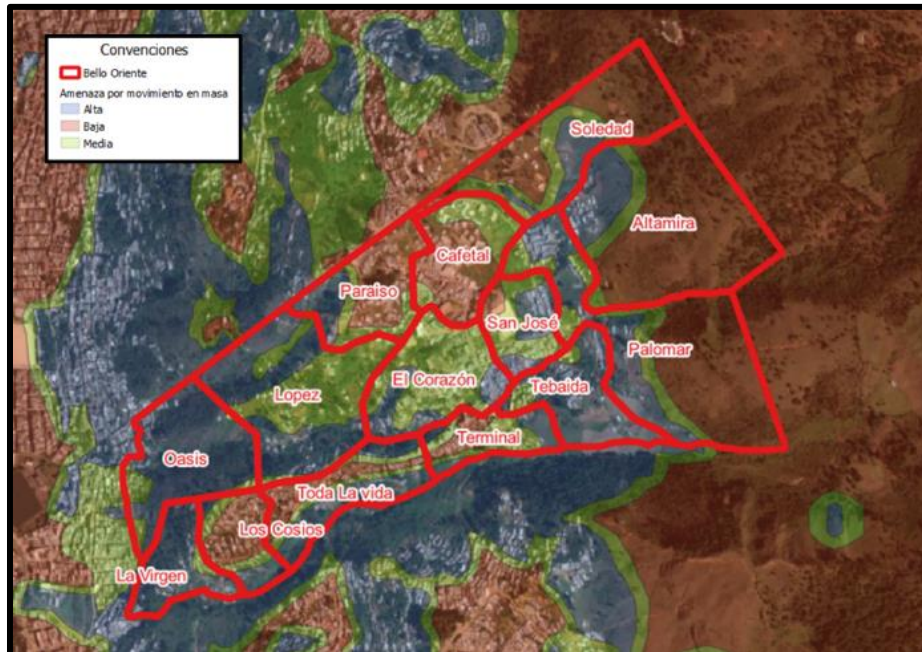 Convenciones
Bello Oriente
Amenaza por movimiento en masa
Alta
Baja
Media
Soledad
Altamira
Cafetal
Paraiso
San José
Palomar
El Corazón
Tebaida
Lopez
Terminal
Oasis
Toda La vida
Los Cosios
La Virgen